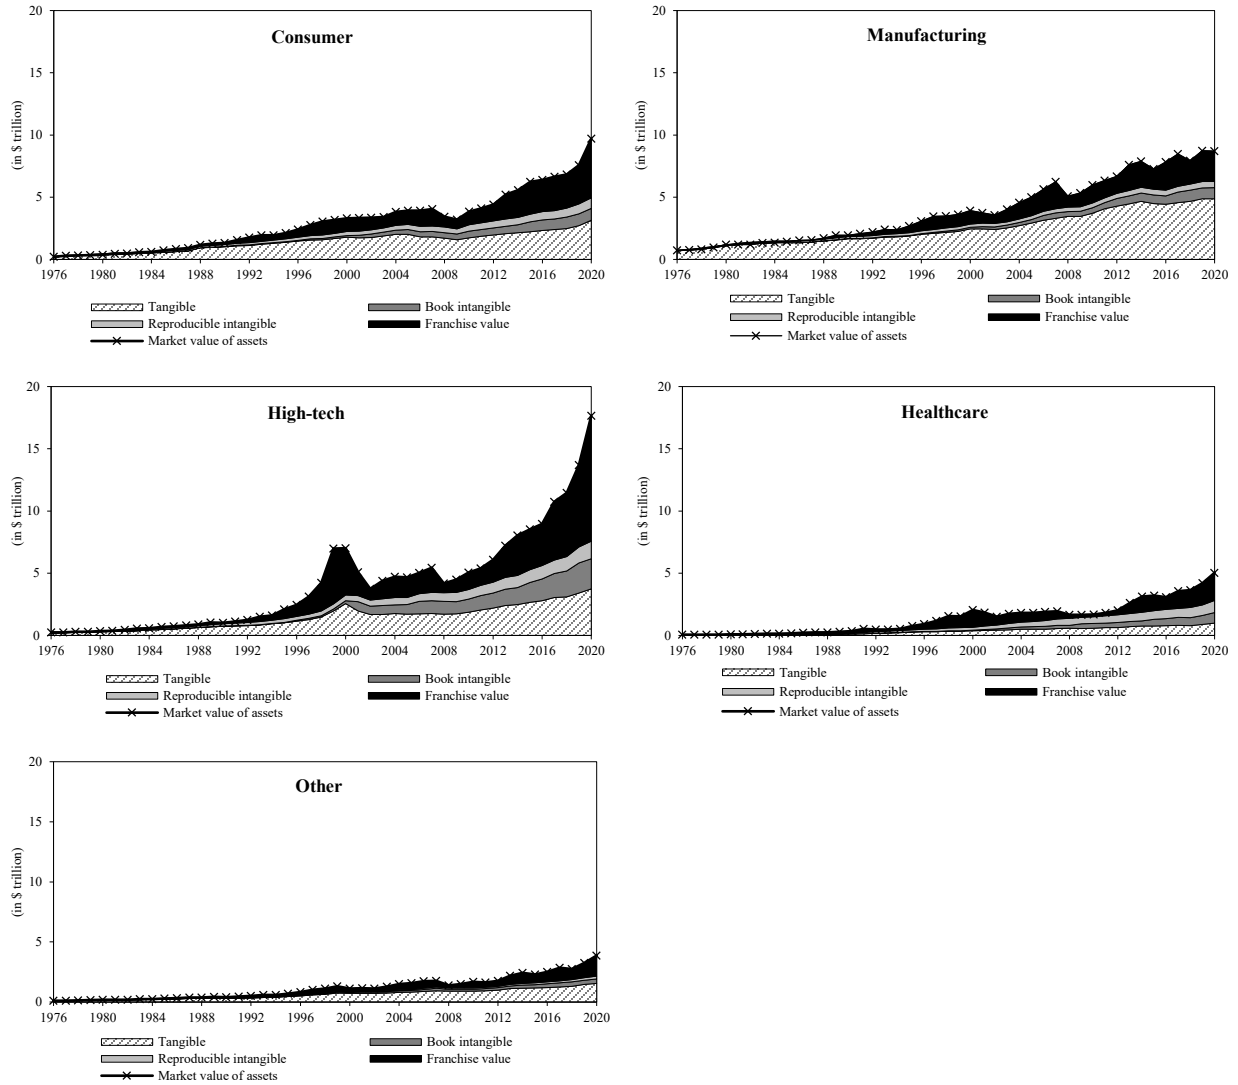 Consumer
(in $ trillion)
20
15
10
5
0
1976 1980 1984 1988 1992 1996 2000 2004 2008 2012 2016 2020
Tangible Book intangible
Reproducible intangible Franchise value
Market value of assets
Manufacturing
(in $ trillion)
20
15
10
5
0
1976 1980 1984 1988 1992 1996 2000 2004 2008 2012 2016 2020
Tangible Book intangible
Reproducible intangible Franchise value
Market value of assets
High-tech
(in $ trillion)
20
15
10
5
0
1976 1980 1984 1988 1992 1996 2000 2004 2008 2012 2016 2020
Tangible Book intangible
Reproducible intangible Franchise value
Market value of assets
Healthcare
(in $ trillion)
20
15
10
5
0
1976 1980 1984 1988 1992 1996 2000 2004 2008 2012 2016 2020
Tangible Book intangible
Reproducible intangible Franchise value
Market value of assets
Other
(in $ trillion)
20
15
10
5
0
1976 1980 1984 1988 1992 1996 2000 2004 2008 2012 2016 2020
Tangible Book intangible
Reproducible intangible Franchise value
Market value of assets